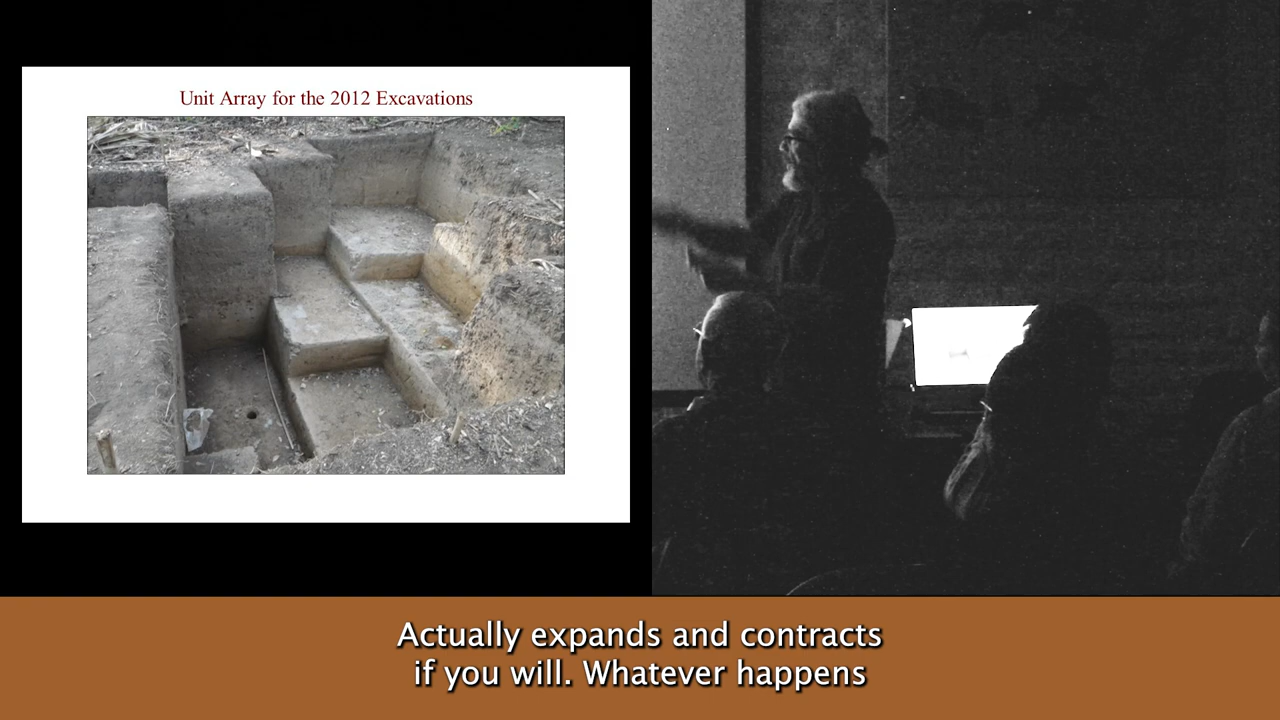 Unit Array for the 2012 Excavations
Actually expands and contracts
if you will. Whatever happens